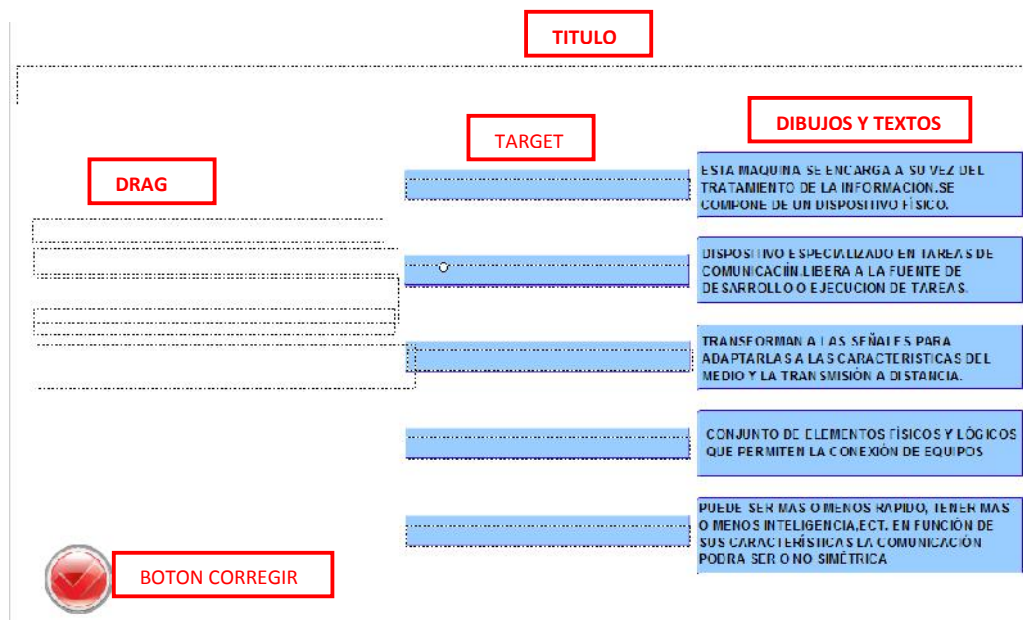 TITULO
DIBUJOS Y TEXTOS
TARGET
DRAG
ESTA MAQUINA SE ENCARGA A SU VEZ DEL
TRATAMIENTO DE LA INFORMACIÓN.SE
COMPONE DE UN DISPOSITIVO FÍSICO.
DISPOSITIVO ESPECIALIZADO EN TAREAS DE
COMUNICACIÍN.LIBERA A LA FUENTE DE
DESARROLLO O EJECUCION DE TAREAS.
TRANSFORMAN A LAS SEÑALES PARA
ADAPTARLAS A LAS CARACTERISTICAS DEL
MEDIO Y LA TRANSMISIÓN A DISTANCIA.
CONJUNTO DE ELEMENTOS FÍSICOS Y LÓGICOS
QUE PERMITEN LA CONEXIÓN DE EQUIPOS
PUEDE SER MAS O MENOS RAPIDO, TENER MAS
O MENOS INTELIGENCIA,ECT. EN FUNCIÓN DE
SUS CARACTERÍSTICAS LA COMUNICACIÓN
PODRA SER O NO SIMÉTRICA
BOTON CORREGIR